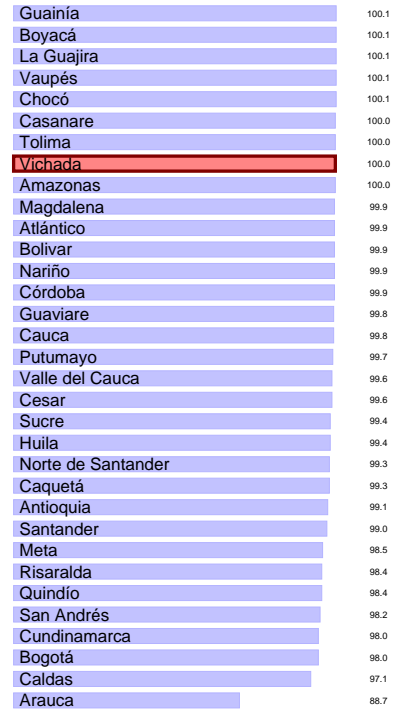 Guainía 100.1
Boyacá 100.1
La Guajira 100.1
Vaupés 100.1
Chocó 100.1
Casanare 100.0
Tolima 100.0
Vichada 100.0
Amazonas 100.0
Magdalena 99.9
Atlántico 99.9
Bolivar 99.9
Nariño 99.9
Córdoba 99.9
Guaviare 99.8
Cauca 99.8
Putumayo 99.7
Valle del Cauca 99.6
Cesar 99.6
Sucre 99.4
Huila 99.4
Norte de Santander 99.3
Caquetá 99.3
Antioquia 99.1
Santander 99.0
Meta 98.5
Risaralda 98.4
Quindío 98.4
San Andrés 98.2
Cundinamarca 98.0
Bogotá 98.0
Caldas 97.1
Arauca 88.7